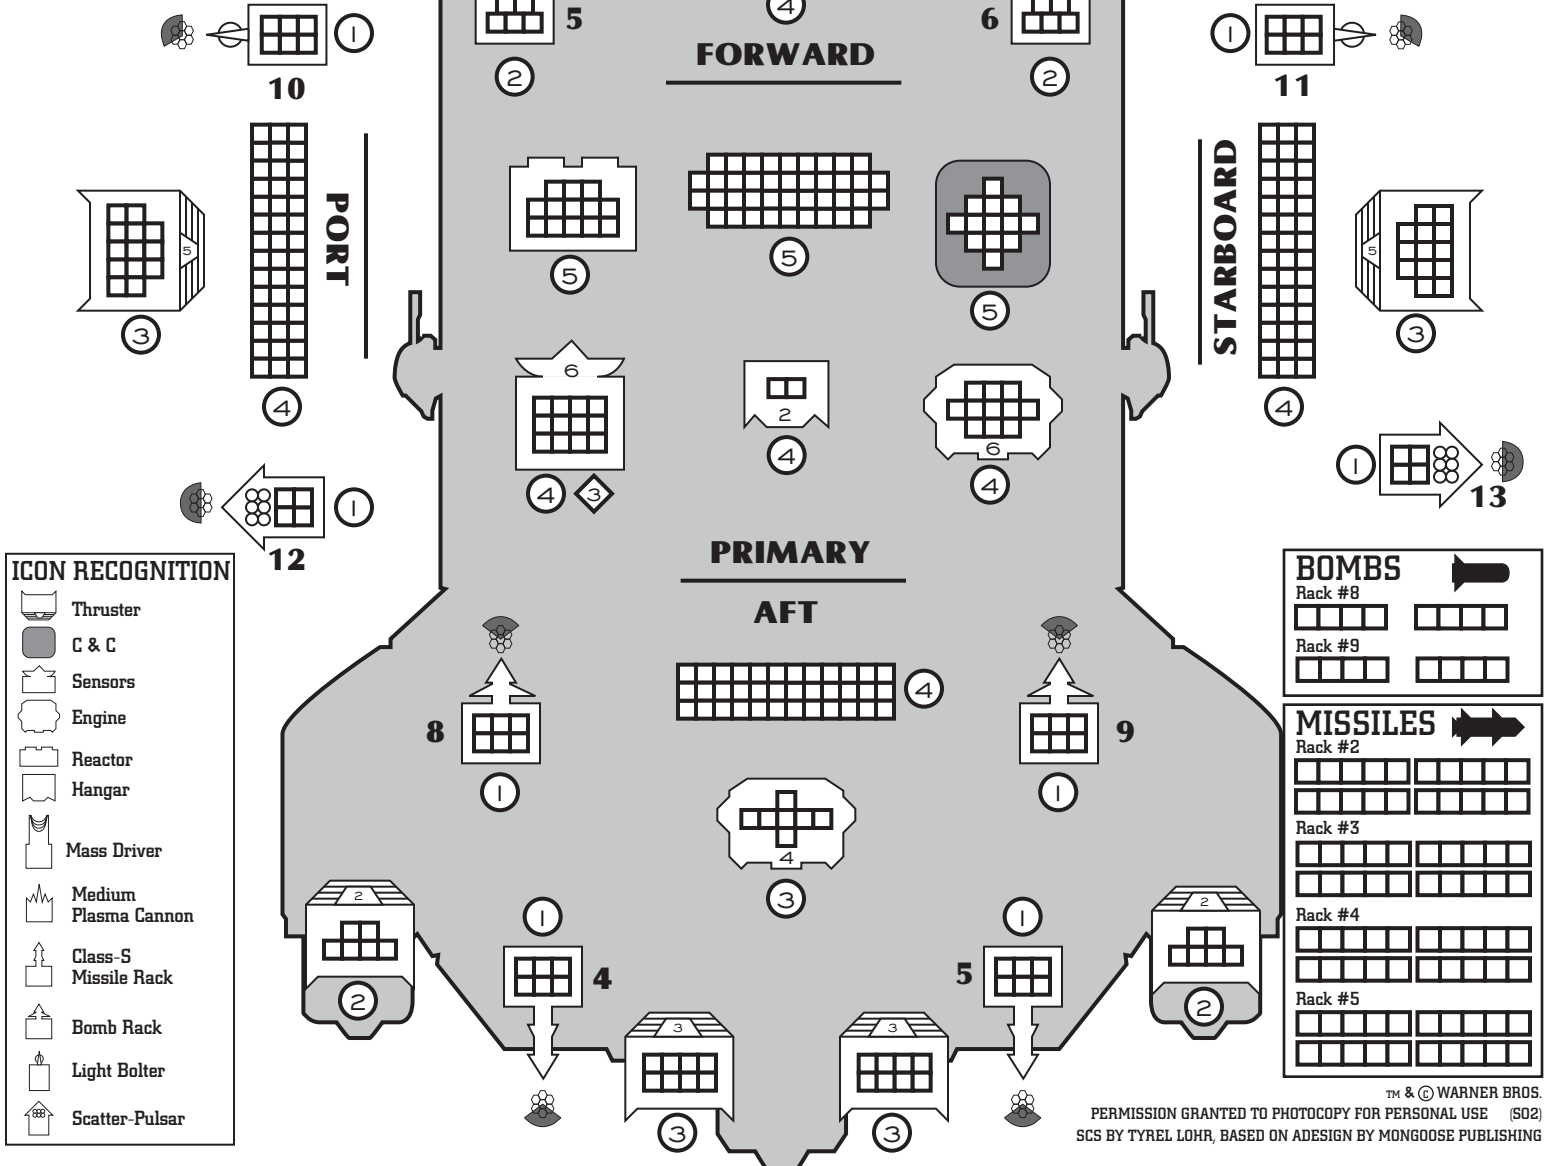 5
4
6
1
1
FORWARD
2
2
10
11
PORT
STARBOARD
5
5
3
5
5
5
3
4
4
6
2
6
4
4
3
4
1
13
12
1
PRIMARY
AFT
4
8
9
1
1
4
3
2
2
1
1
4
5
2
2
3
3
3
3
ICON RECOGNITION
Thruster
C & C
Sensors
Engine
Reactor
Hangar
Mass Driver
Medium
Plasma Cannon
Class-S
Missile Rack
Bomb Rack
Light Bolter
Scatter-Pulsar
BOMBS
Rack #8
Rack #9
MISSILES
Rack #2
Rack #3
Rack #4
Rack #5
TM & © WARNER BROS.
PERMISSION GRANTED TO PHOTOCOPY FOR PERSONAL USE (S02)
SCS BY TYREL LOHR, BASED ON ADESIGN BY MONGOOSE PUBLISHING